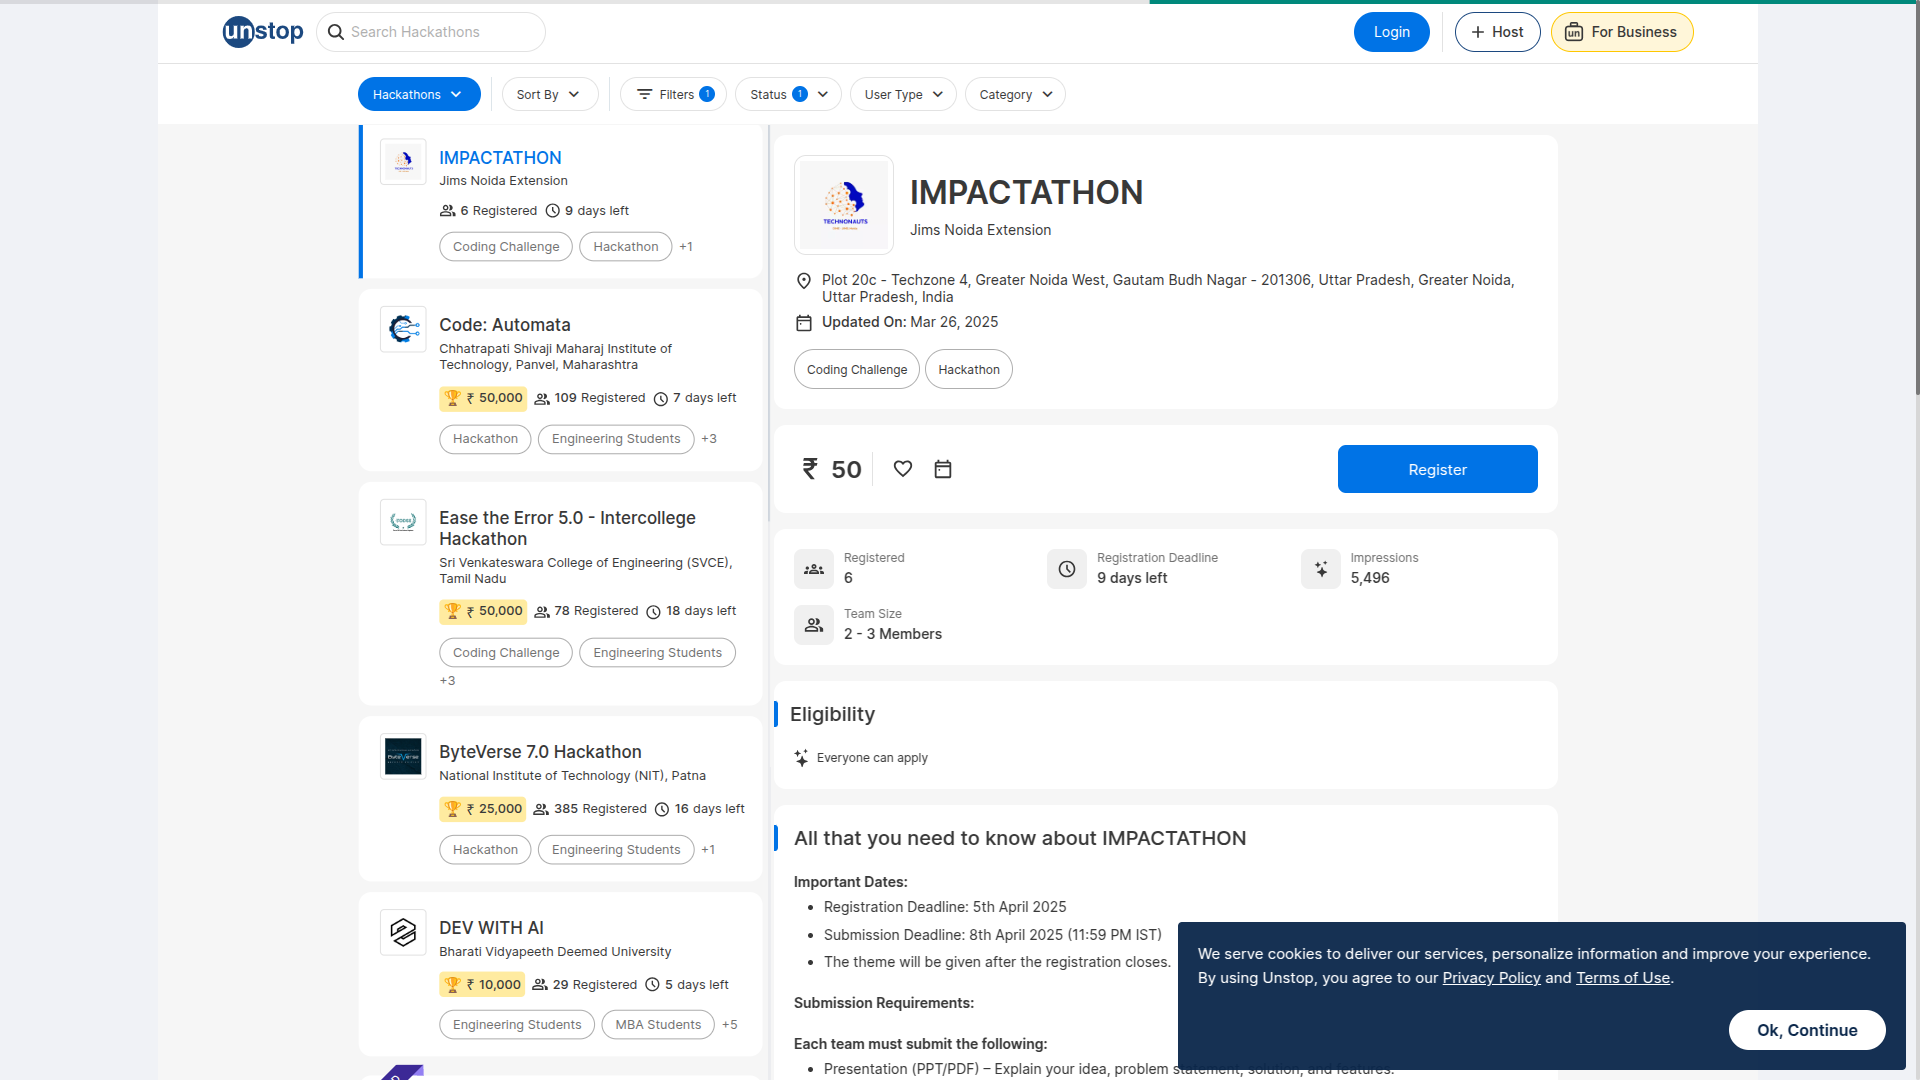 unstop
Search Hackathons
Login
Host
un For Business
Hackathons
Sort By
Filters 1
Status 1
User Type
Category
IMPACTATHON
Jims Noida Extension
6 Registered 9 days left
Coding Challenge Hackathon +1
Code: Automata
Chhatrapati Shivaji Maharaj Institute of
Technology, Panvel, Maharashtra
₹ 50,000 109 Registered 7 days left
Hackathon Engineering Students +3
Ease the Error 5.0 - Intercollege
Hackathon
Sri Venkateswara College of Engineering (SVCE),
Tamil Nadu
₹ 50,000 78 Registered 18 days left
Coding Challenge Engineering Students
+3
ByteVerse 7.0 Hackathon
National Institute of Technology (NIT), Patna
₹ 25,000 385 Registered 16 days left
Hackathon Engineering Students +1
DEV WITH AI
Bharati Vidyapeeth Deemed University
₹ 10,000 29 Registered 5 days left
Engineering Students MBA Students +5
TECHNONAUTS
IMPACTATHON
Jims Noida Extension
Plot 20c - Techzone 4, Greater Noida West, Gautam Budh Nagar - 201306, Uttar Pradesh, Greater Noida,
Uttar Pradesh, India
Updated On: Mar 26, 2025
Coding Challenge Hackathon
₹ 50
Register
Registered
6
Registration Deadline
9 days left
Impressions
5,496
Team Size
2 - 3 Members
Eligibility
Everyone can apply
All that you need to know about IMPACTATHON
Important Dates:
• Registration Deadline: 5th April 2025
• Submission Deadline: 8th April 2025 (11:59 PM IST)
• The theme will be given after the registration closes.
Submission Requirements:
Each team must submit the following:
• Presentation (PPT/PDF) – Explain your idea, problem statement, solution, and features.
We serve cookies to deliver our services, personalize information and improve your experience.
By using Unstop, you agree to our Privacy Policy and Terms of Use.
Ok, Continue